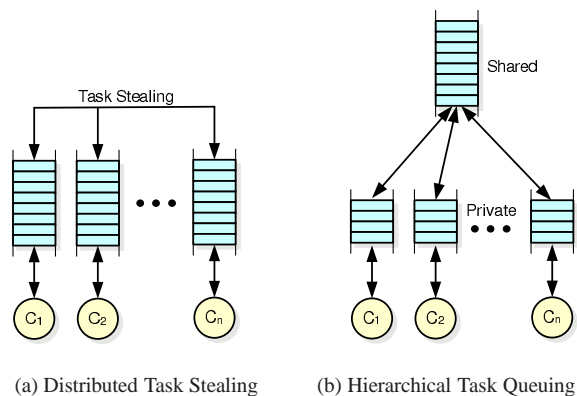 Task Stealing
C1
C2
Cn
(a) Distributed Task Stealing
Shared
Private
C1
C2
Cn
(b) Hierarchical Task Queuing